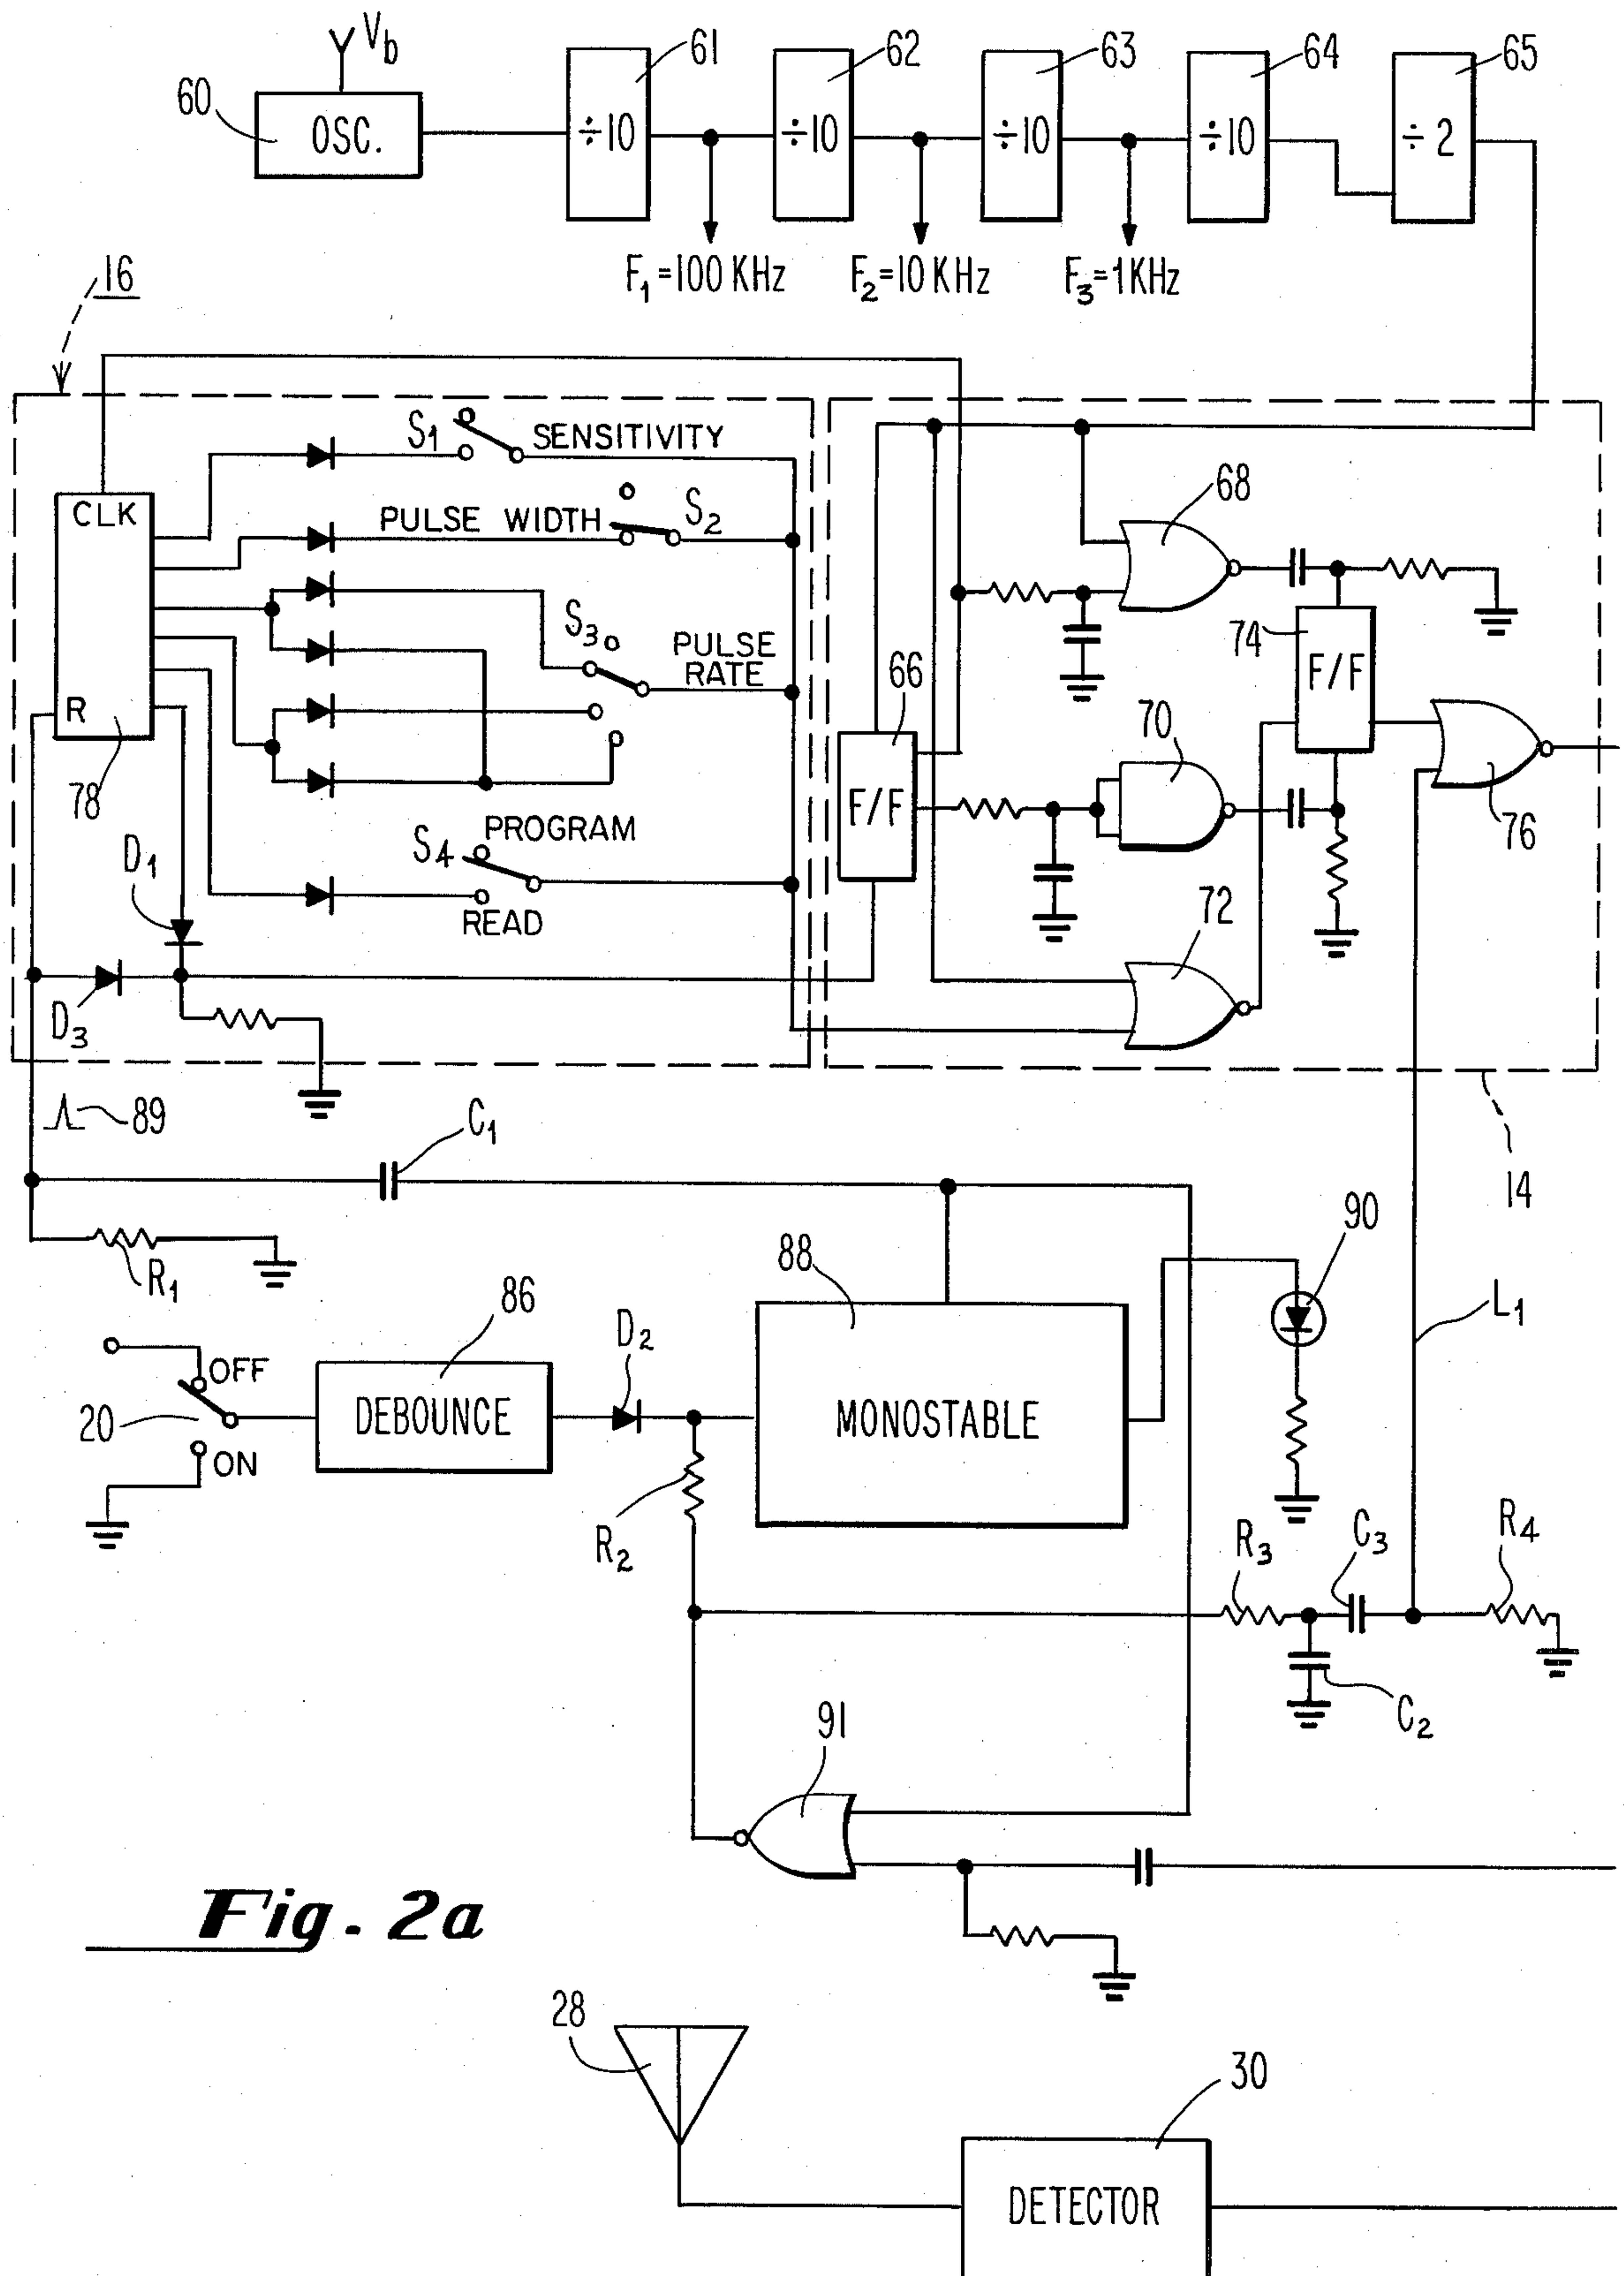 Vb
60
OSC.
61
÷10
62
÷10
63
÷10
64
÷10
65
÷2
F1=100 KHz
F2=10 KHz
F3=1 KHz
16
CLK
R
78
S1
SENSITIVITY
PULSE WIDTH
S2
S3
PULSE
RATE
S4
PROGRAM
READ
D1
D3
66
F/F
68
70
72
74
F/F
76
14
89
C1
R1
20
OFF
ON
86
DEBOUNCE
D2
R2
88
MONOSTABLE
90
L1
R3
C3
R4
C2
91
Fig. 2a
28
30
DETECTOR